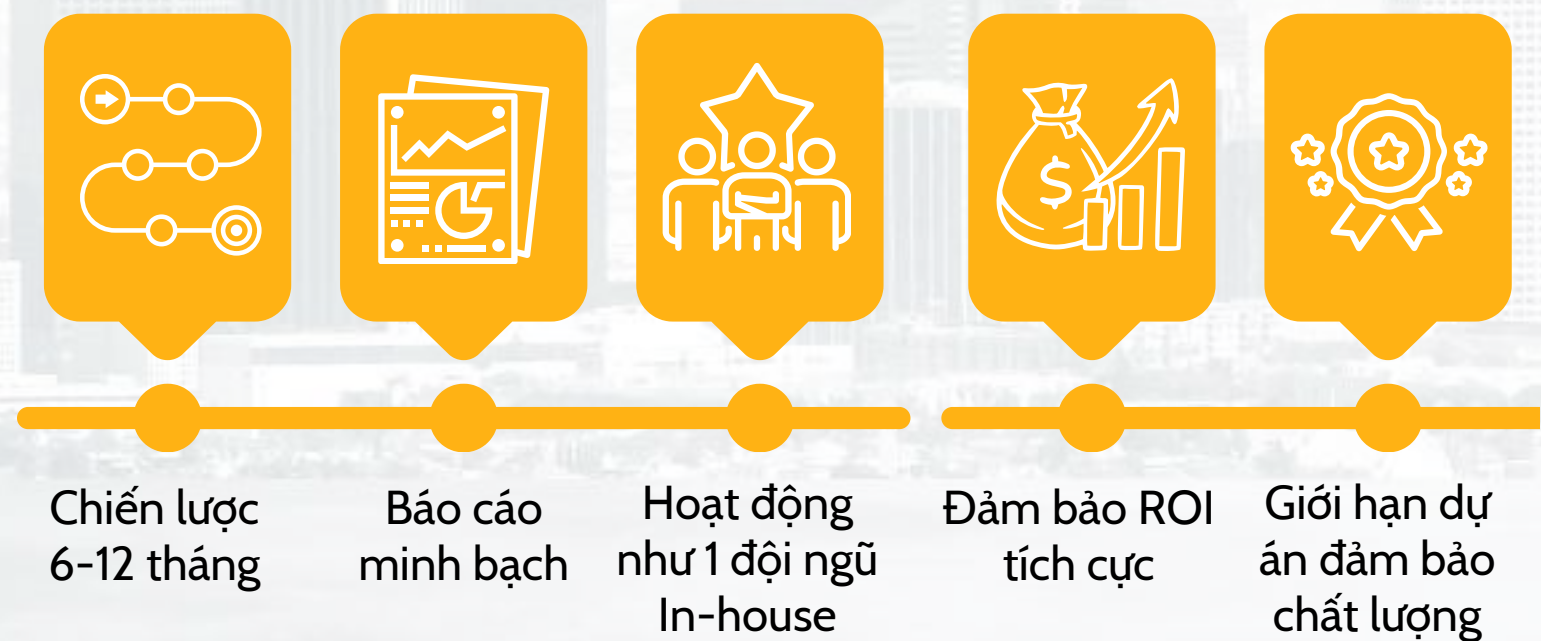 Chiến lược
6-12 tháng
Báo cáo
minh bạch
Hoạt động
như 1 đội ngũ
In-house
Đảm bảo ROI
tích cực
Giới hạn dự
án đảm bảo
chất lượng
$